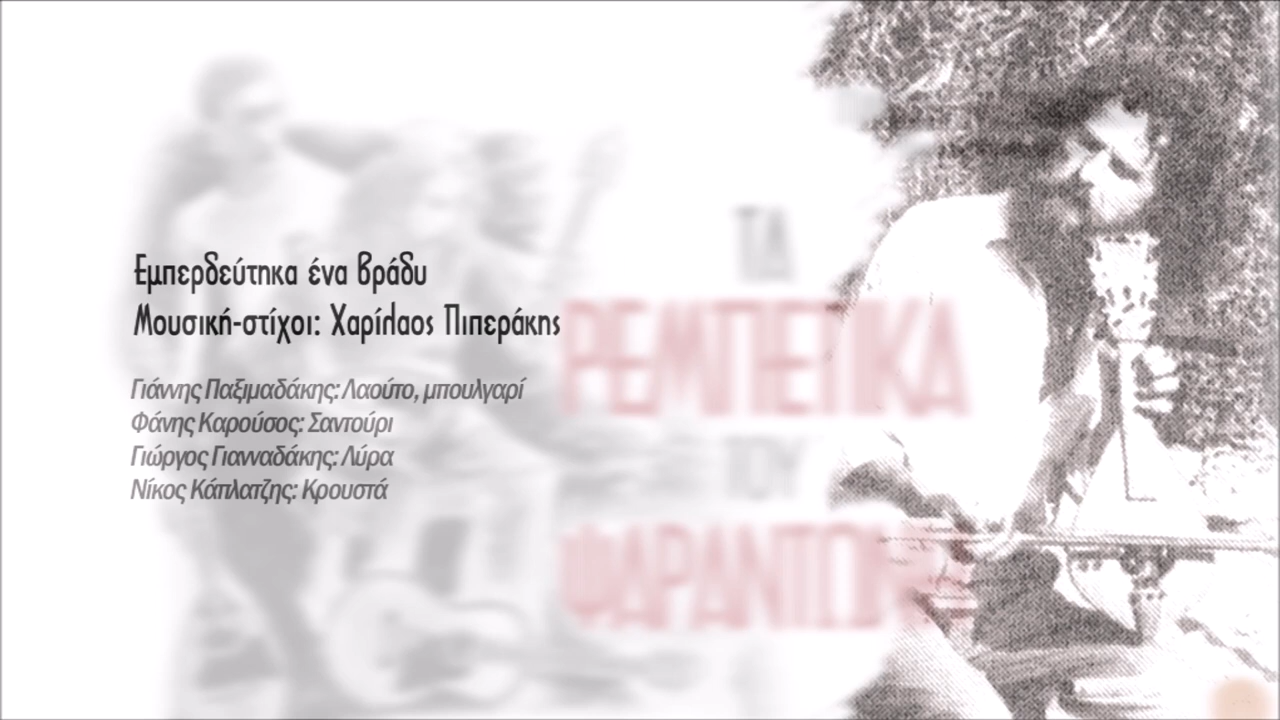 Εμπερδεύτηκα ένα βράδυ
Μουσική-στίχοι: Χαρίλαος Πιπεράκης
Γιάννης Παξιμαδάκης: Λαούτο, μπουλγαρί
Φάνης Καρούσος: Σαντούρι
Γιώργος Γιανναδάκης: Λύρα
Νίκος Κάπλατζης: Κρουστά
ΤΑ
ΡΕΜΠΕΤΙΚΑ
ΤΟΥ